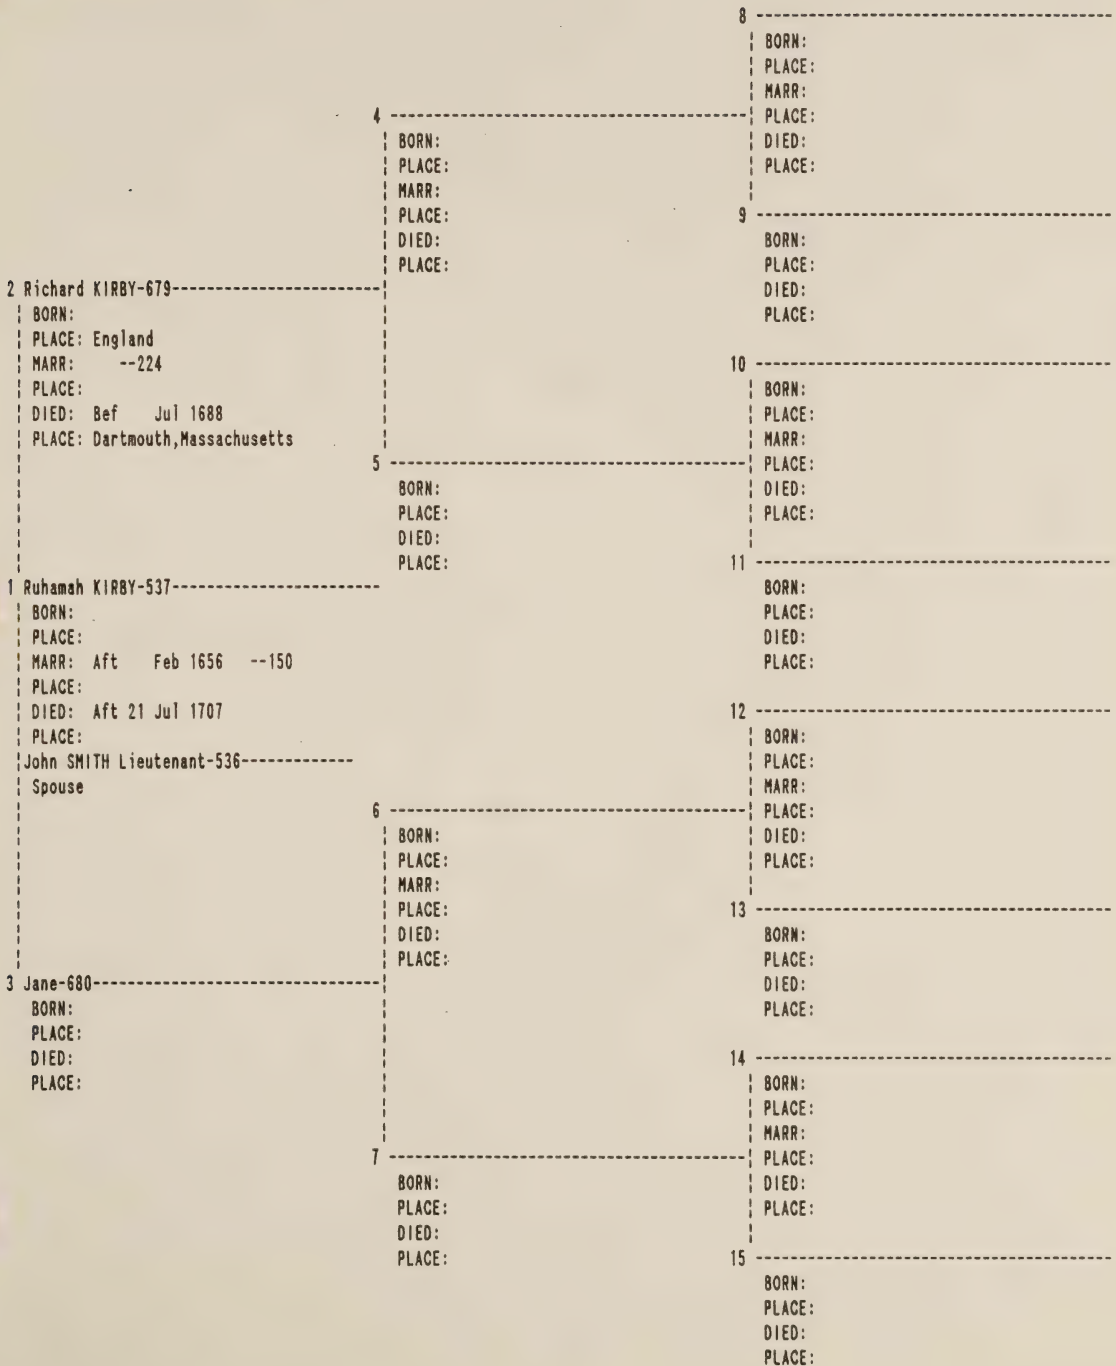 8
BORN:
PLACE:
MARR:
PLACE:
DIED:
PLACE:
4
BORN:
PLACE:
MARR:
PLACE:
DIED:
PLACE:
9
BORN:
PLACE:
DIED:
PLACE:
2 Richard KIRBY-679
BORN:
PLACE: England
MARR: --224
PLACE:
DIED: Bef Jul 1688
PLACE: Dartmouth,Massachusetts
10
BORN:
PLACE:
MARR:
PLACE:
DIED:
PLACE:
5
BORN:
PLACE:
DIED:
PLACE:
11
BORN:
PLACE:
DIED:
PLACE:
1 Ruhamah KIRBY-537
BORN:
PLACE:
MARR: Aft Feb 1656 --150
PLACE:
DIED: Aft 21 Jul 1707
PLACE:
John SMITH Lieutenant-536
Spouse
12
BORN:
PLACE:
MARR:
PLACE:
DIED:
PLACE:
6
BORN:
PLACE:
MARR:
PLACE:
DIED:
PLACE:
13
BORN:
PLACE:
DIED:
PLACE:
3 Jane-680
BORN:
PLACE:
DIED:
PLACE:
14
BORN:
PLACE:
MARR:
PLACE:
DIED:
PLACE:
7
BORN:
PLACE:
DIED:
PLACE:
15
BORN:
PLACE:
DIED:
PLACE: